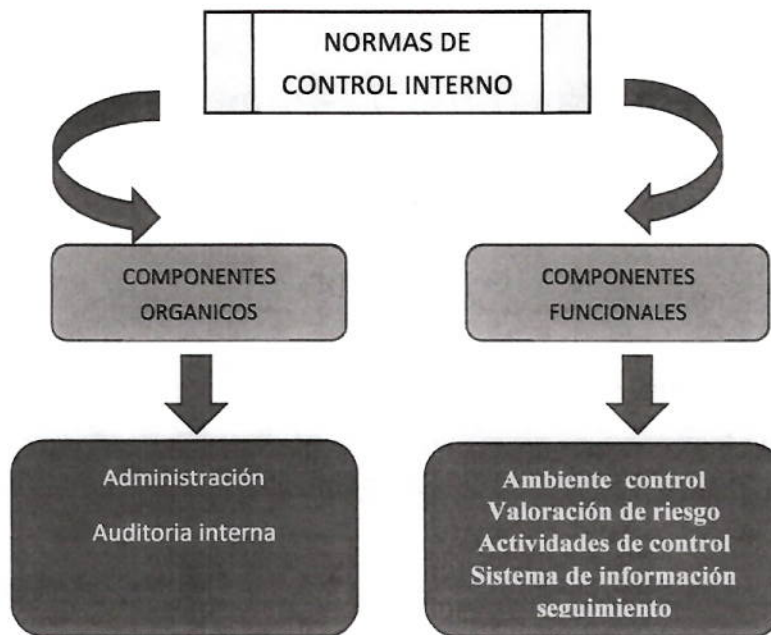 NORMAS DE
CONTROL INTERNO
COMPONENTES
ORGANICOS
Administración
Auditoria interna
COMPONENTES
FUNCIONALES
Ambiente control
Valoración de riesgo
Actividades de control
Sistema de información
seguimiento